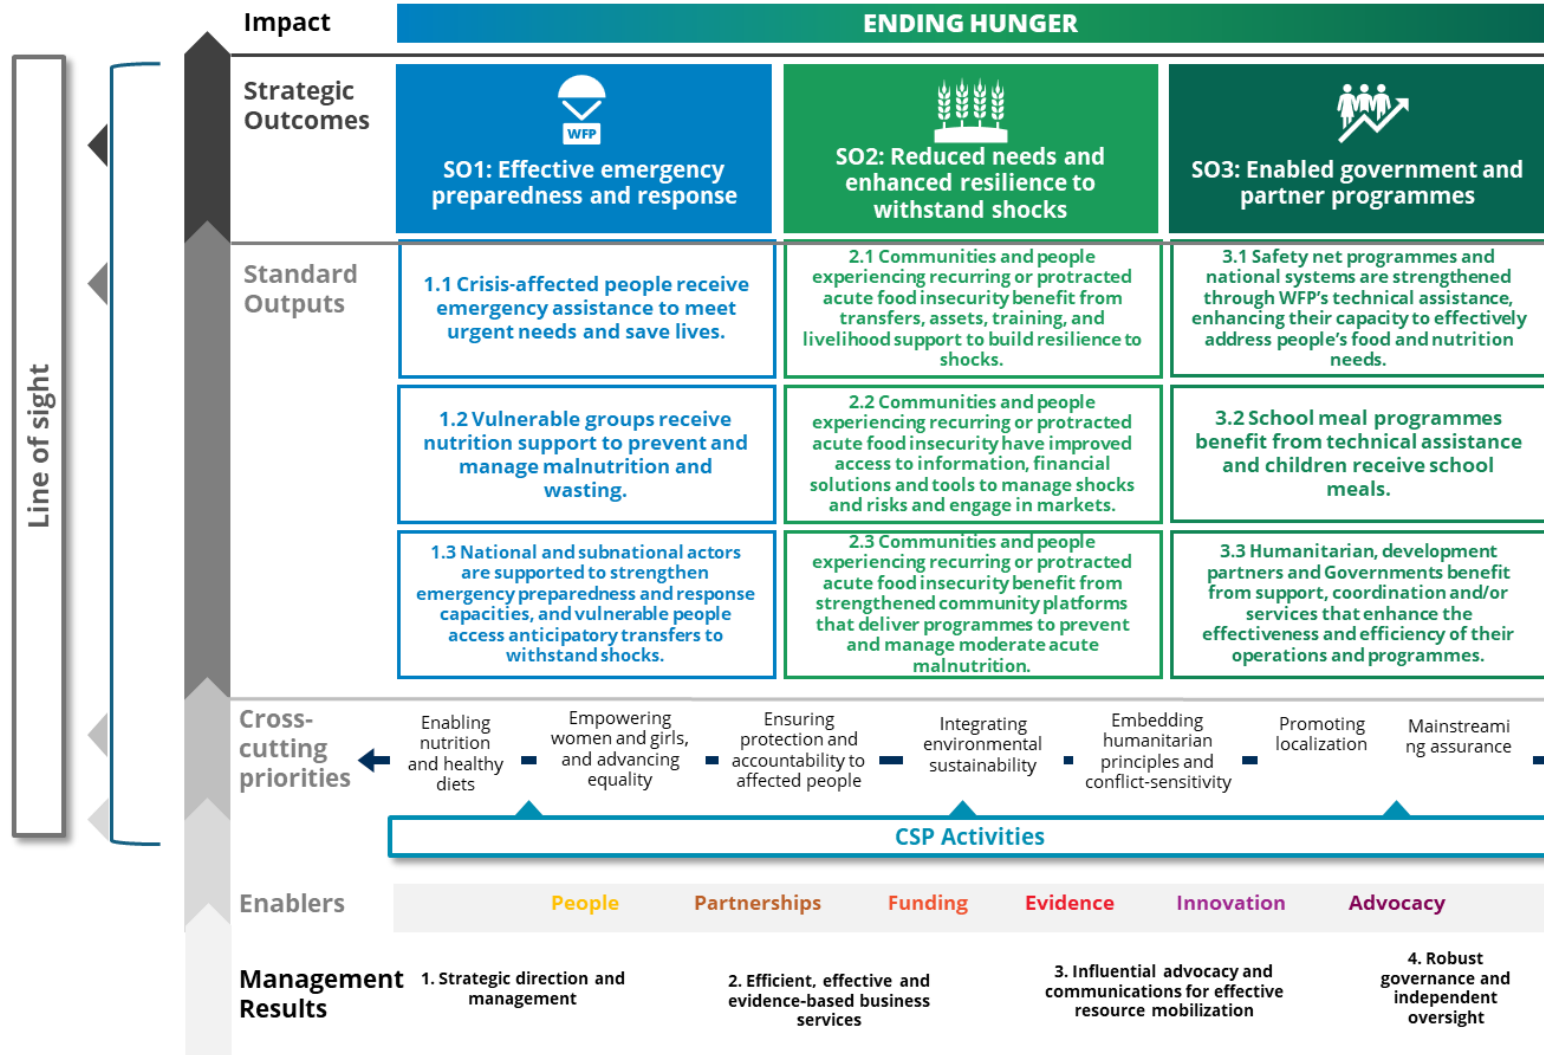 Impact
ENDING HUNGER
Line of sight
Strategic
Outcomes
WFP
SO1: Effective emergency
preparedness and response
SO2: Reduced needs and
enhanced resilience to
withstand shocks
SO3: Enabled government and
partner programmes
Standard
Outputs
1.1 Crisis-affected people receive
emergency assistance to meet
urgent needs and save lives.
2.1 Communities and people
experiencing recurring or protracted
acute food insecurity benefit from
transfers, assets, training, and
livelihood support to build resilience to
shocks.
3.1 Safety net programmes and
national systems are strengthened
through WFP's technical assistance,
enhancing their capacity to effectively
address people's food and nutrition
needs.
1.2 Vulnerable groups receive
nutrition support to prevent and
manage malnutrition and
wasting.
2.2 Communities and people
experiencing recurring or protracted
acute food insecurity have improved
access to information, financial
solutions and tools to manage shocks
and risks and engage in markets.
3.2 School meal programmes
benefit from technical assistance
and children receive school
meals.
1.3 National and subnational actors
are supported to strengthen
emergency preparedness and response
capacities, and vulnerable people
access anticipatory transfers to
withstand shocks.
2.3 Communities and people
experiencing recurring or protracted
acute food insecurity benefit from
strengthened community platforms
that deliver programmes to prevent
and manage moderate acute
malnutrition.
3.3 Humanitarian, development
partners and Governments benefit
from support, coordination and/or
services that enhance the
effectiveness and efficiency of their
operations and programmes.
Cross-
cutting
priorities
Enabling
nutrition
and healthy
diets
Empowering
women and girls,
and advancing
equality
Ensuring
protection and
accountability to
affected people
Integrating
environmental
sustainability
Embedding
humanitarian
principles and
conflict-sensitivity
Promoting
localization
Mainstreami
ng assurance
CSP Activities
Enablers
People
Partnerships
Funding
Evidence
Innovation
Advocacy
Management
Results
1. Strategic direction and
management
2. Efficient, effective and
evidence-based business
services
3. Influential advocacy and
communications for effective
resource mobilization
4. Robust
governance and
independent
oversight